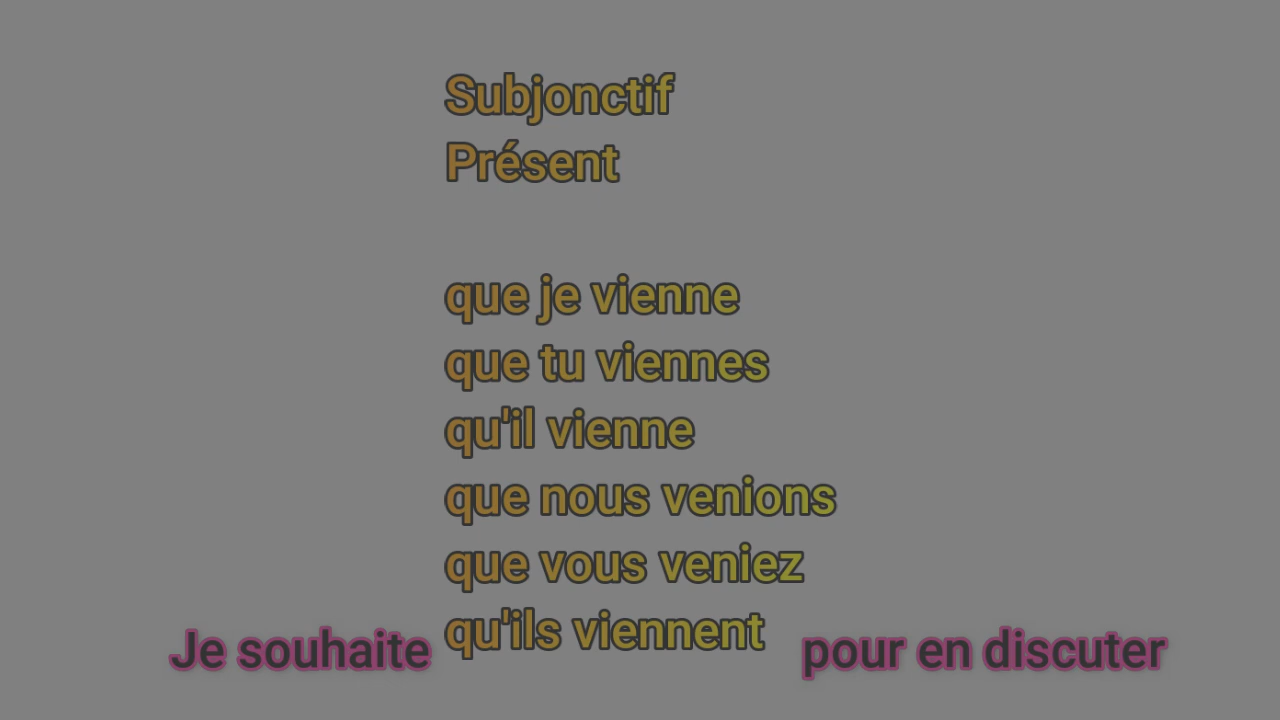 Subjonctif
Présent
que je vienne
que tu viennes
qu'il vienne
que nous venions
que vous veniez
qu'ils viennent
Je souhaite pour en discuter